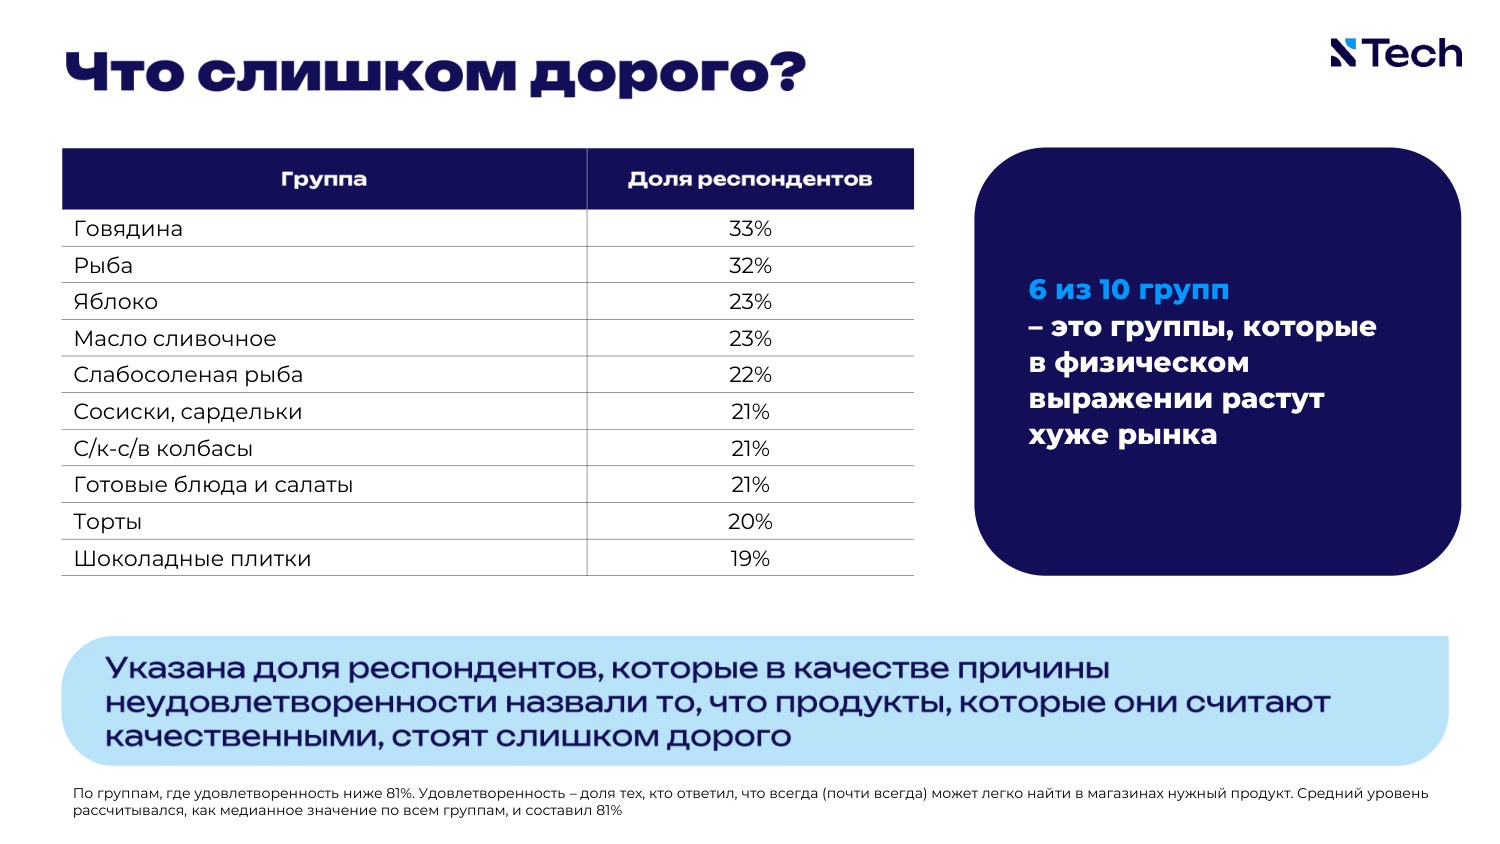 Что слишком дорого?
Tech
Группа Доля респондентов
Говядина 33%
Рыба 32%
Яблоко 23%
Масло сливочное 23%
Слабосоленая рыба 22%
Сосиски, сардельки 21%
С/к-с/в колбасы 21%
Готовые блюда и салаты 21%
Торты 20%
Шоколадные плитки 19%
6 из 10 групп
– это группы, которые
в физическом
выражении растут
хуже рынка
Указана доля респондентов, которые в качестве причины
неудовлетворенности назвали то, что продукты, которые они считают
качественными, стоят слишком дорого
По группам, где удовлетворенность ниже 81%. Удовлетворенность – доля тех, кто ответил, что всегда (почти всегда) может легко найти в магазинах нужный продукт. Средний уровень
рассчитывался, как медианное значение по всем группам, и составил 81%